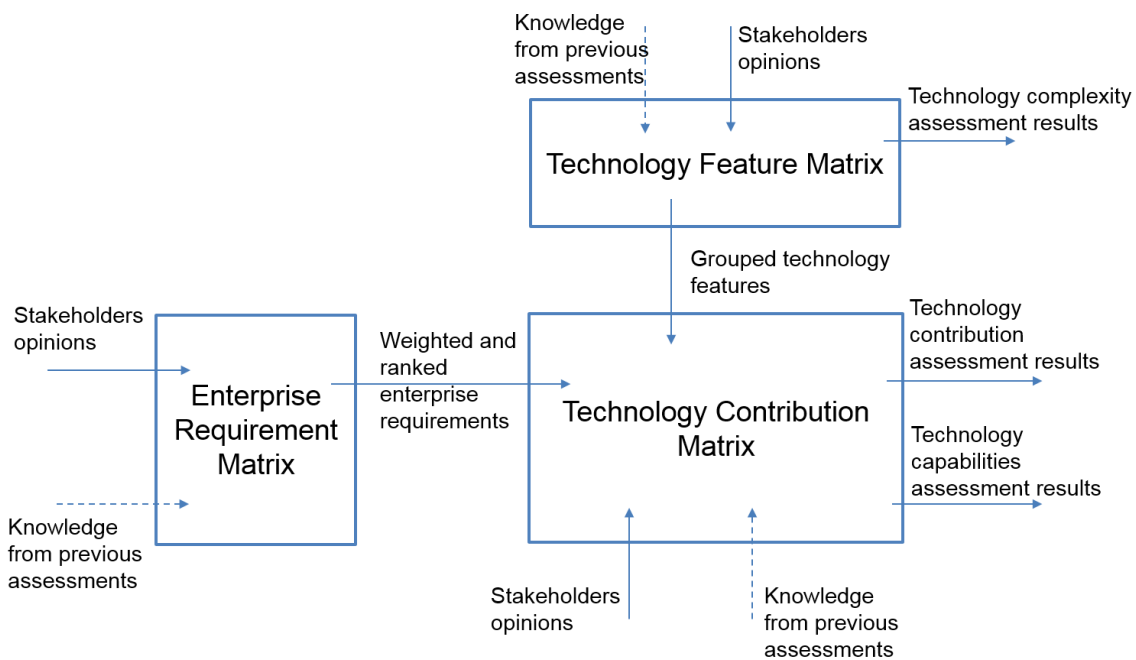 Knowledge
from previous
assessments
Stakeholders
opinions
Technology complexity
assessment results
Technology Feature Matrix
Grouped technology
features
Stakeholders
opinions
Enterprise
Requirement
Matrix
Knowledge
from previous
assessments
Weighted and
ranked
enterprise
requirements
Technology Contribution
Matrix
Technology
contribution
assessment results
Technology
capabilities
assessment results
Stakeholders
opinions
Knowledge
from previous
assessments